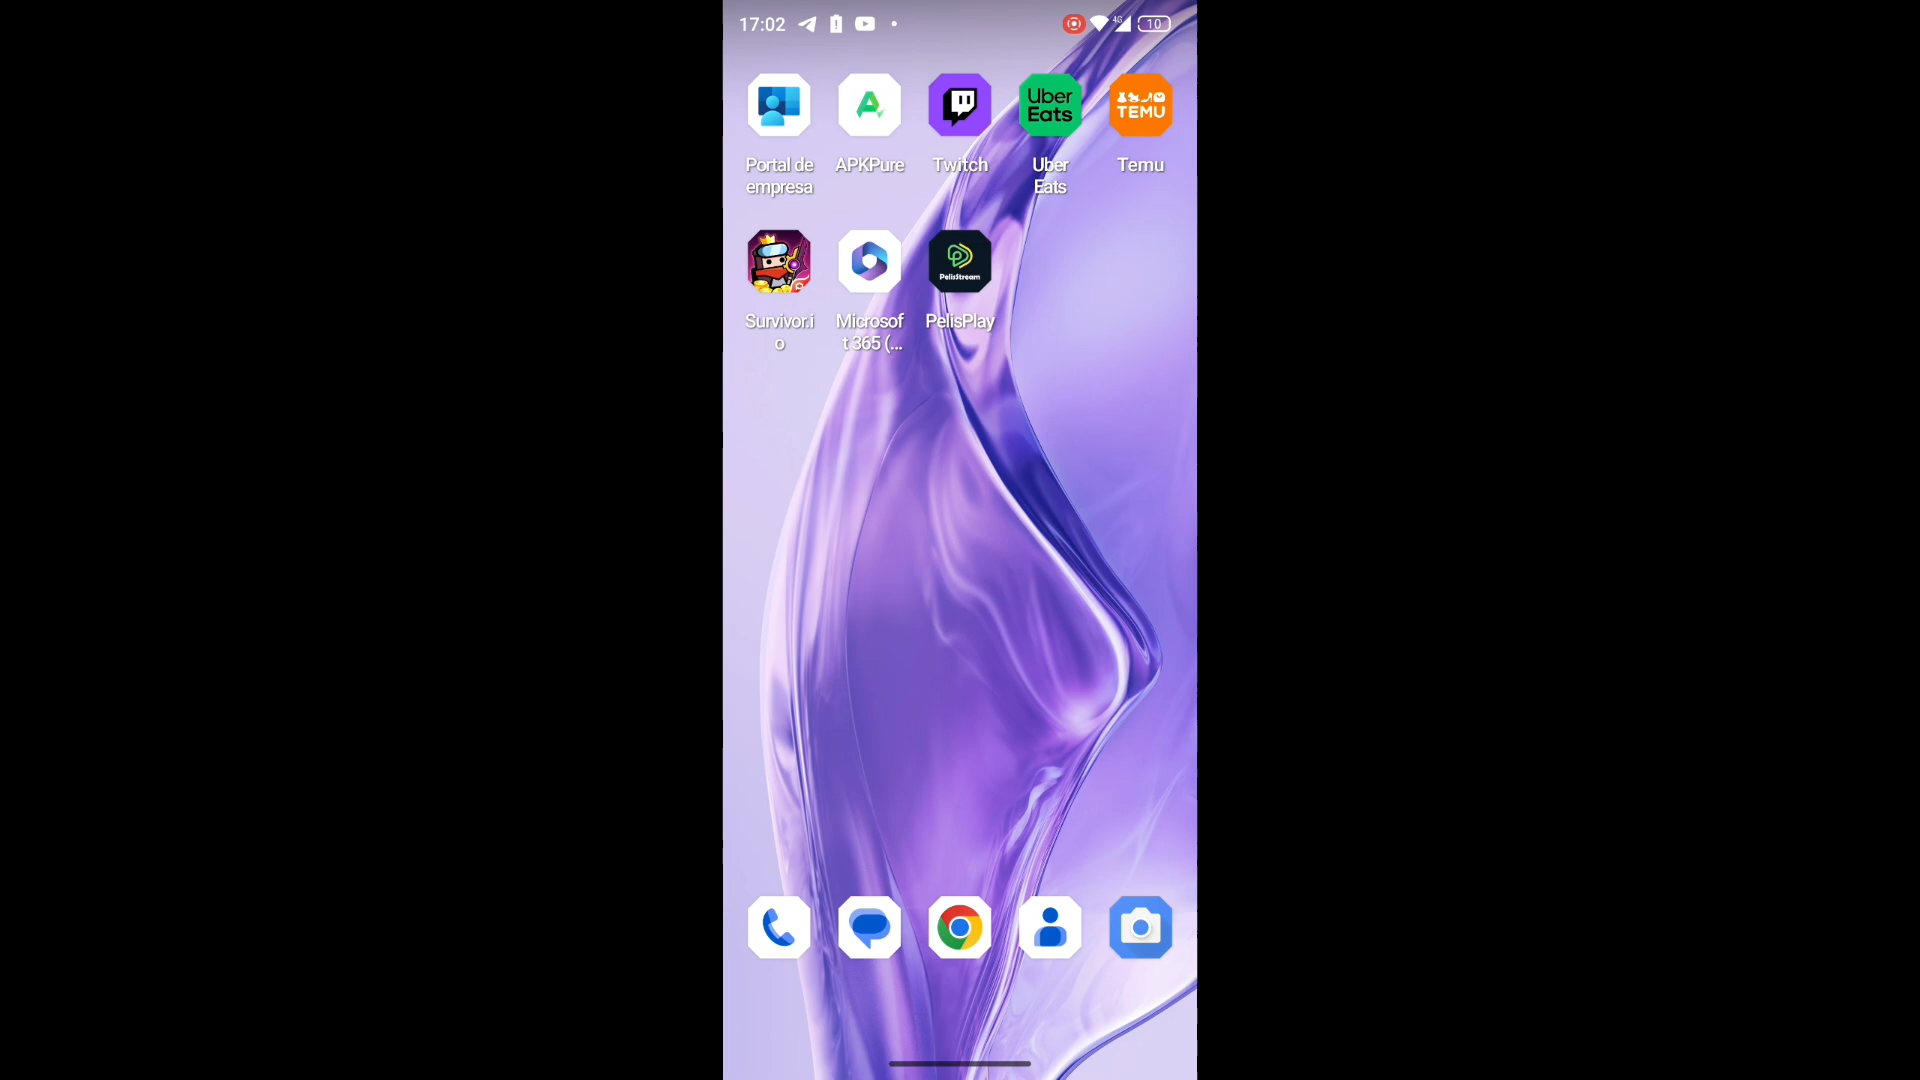 17:02
4G
10
Uber
Eats
TEMU
Portal de
empresa
APKPure
Twitch
Uber
Eats
Temu
PelisStream
Survivor.i
o
Microsof
t 365 (...
PelisPlay